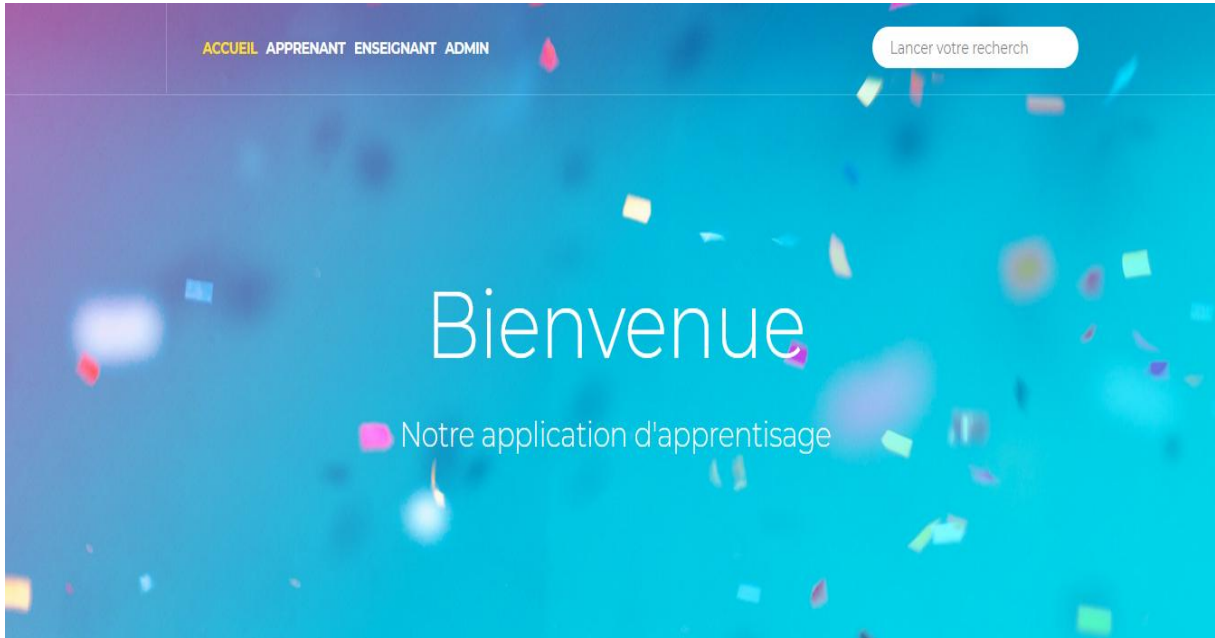 ACCUEIL APPRENANT ENSEIGNANT ADMIN
Lancer votre recherch
Bienvenue
Notre application d'apprentisage